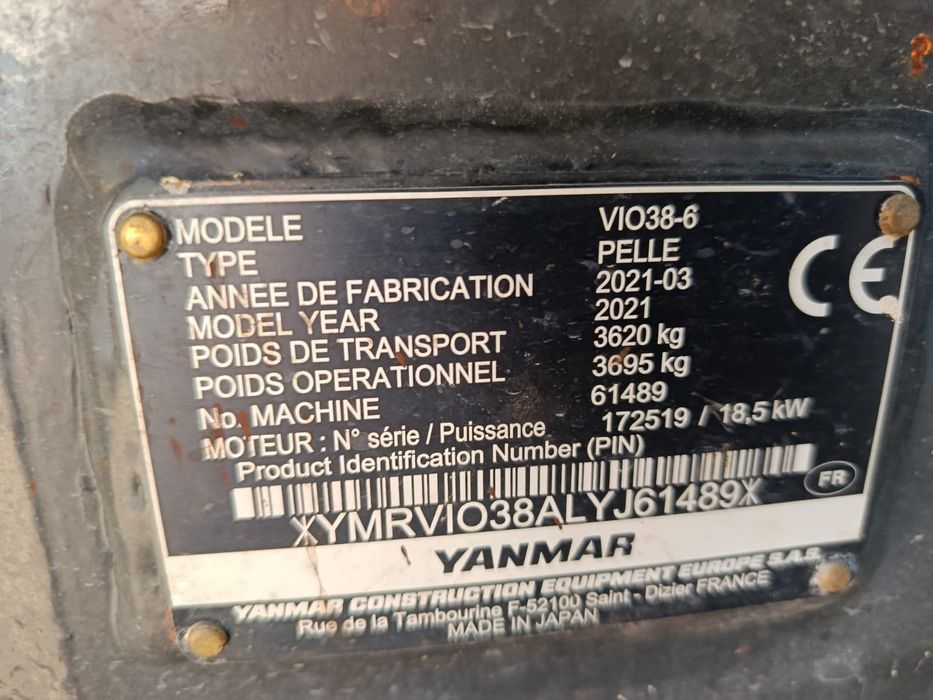 MODELE VIO38-6
TYPE PELLE
ANNEE DE FABRICATION 2021-03
MODEL YEAR 2021
POIDS DE TRANSPORT 3620 kg
POIDS OPERATIONNEL 3695 kg
No. MACHINE 61489
MOTEUR : N° série / Puissance 172519 / 18,5 kW
Product Identification Number (PIN)
CE
FR
XYMRVIO38ALYJ61489X
YANMAR
YANMAR CONSTRUCTION EQUIPMENT EUROPE S.A.S.
Rue de la Tambourine F-52100 Saint - Dizier FRANCE
MADE IN JAPAN